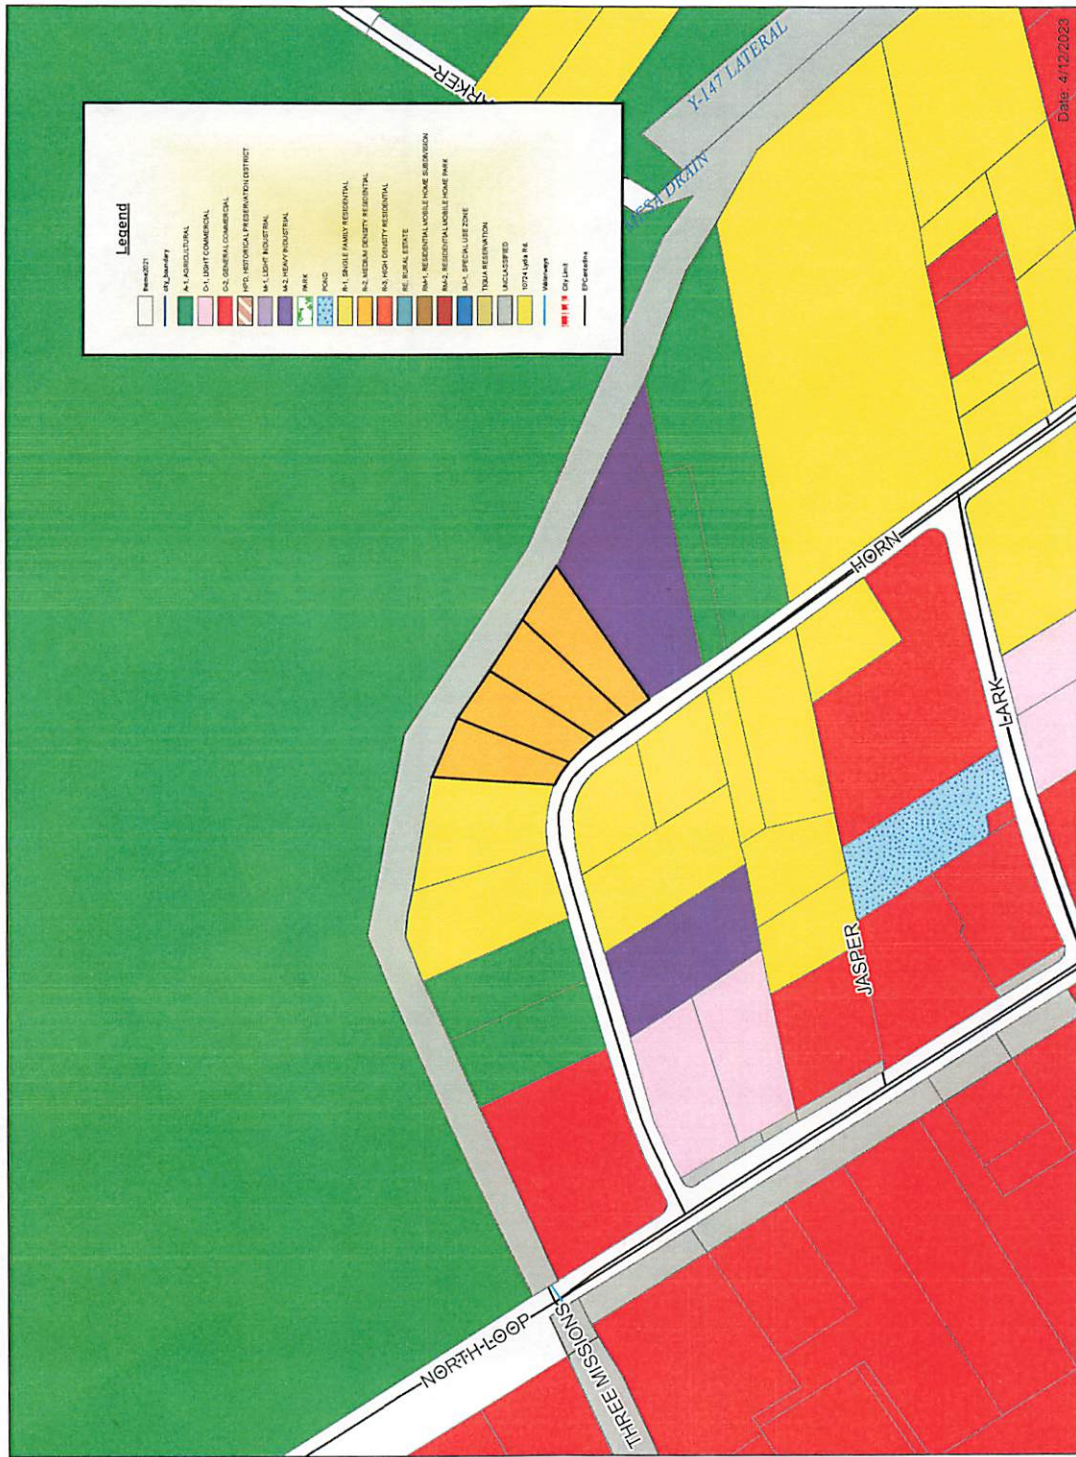 ARKER
Y-147 LATERAL
MESA DRAIN
Legend
theme2021
city_boundary
A-1, AGRICULTURAL
C-1, LIGHT COMMERCIAL
C-2, GENERAL COMMERCIAL
HPD, HISTORICAL PRESERVATION DISTRICT
M-1, LIGHT INDUSTRIAL
M-2, HEAVY INDUSTRIAL
PARK
POND
R-1, SINGLE FAMILY RESIDENTIAL
R-2, MEDIUM DENSITY RESIDENTIAL
R-3, HIGH DENSITY RESIDENTIAL
RE, RURAL ESTATE
RM-1, RESIDENTIAL MOBILE HOME SUBDIVISION
RM-2, RESIDENTIAL MOBILE HOME PARK
SU-1, SPECIAL USE ZONE
TIGUA RESERVATION
UNCLASSIFIED
10724 Lydia Rd.
Waterways
City Limit
EPCenterline
HORN
LARK
JASPER
NORTH LOOP
THREE MISSIONS
Date: 4/12/2023